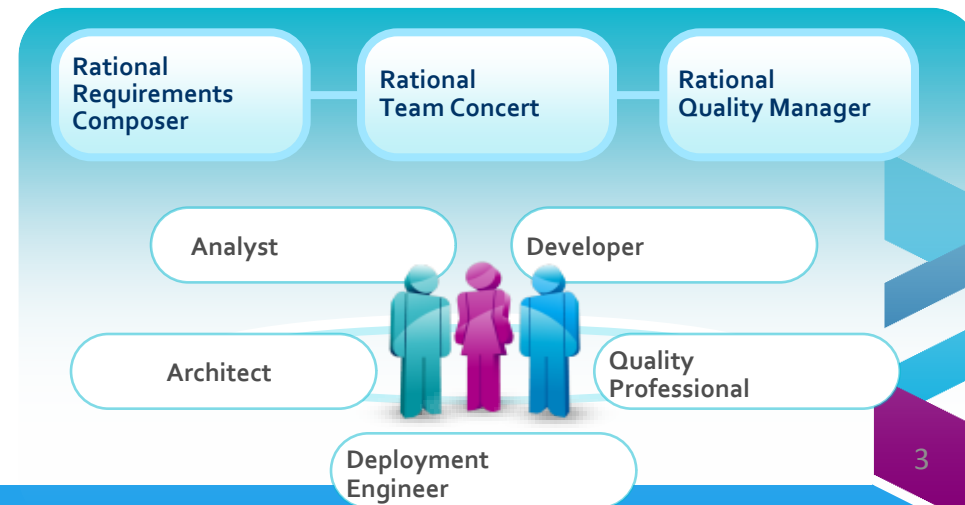 Rational
Requirements
Composer
Rational
Team Concert
Rational
Quality Manager
Analyst
Developer
Architect
Quality
Professional
Deployment
Engineer
3